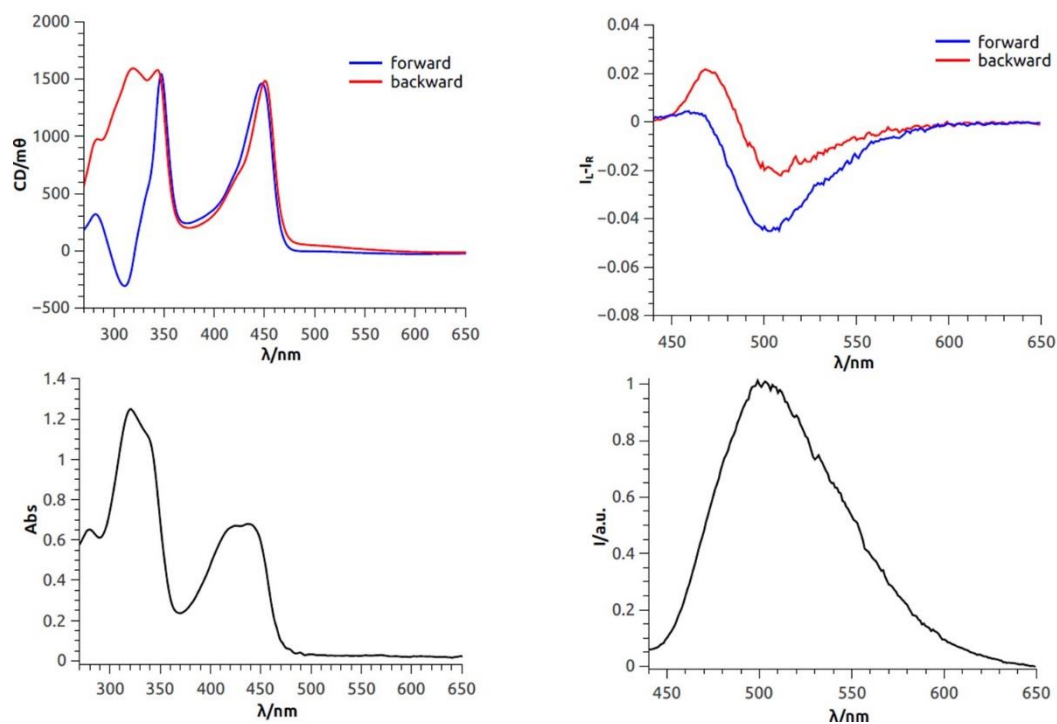 2000
1500
1000
500
0
−500
CD/mθ
forward
backward
300 350 400 450 500 550 600 650
λ/nm
0.04
0.02
0
−0.02
−0.04
−0.06
−0.08
I_L-I_R
forward
backward
450 500 550 600 650
λ/nm
1.4
1.2
1
0.8
0.6
0.4
0.2
0
Abs
300 350 400 450 500 550 600 650
λ/nm
1
0.8
0.6
0.4
0.2
0
I/a.u.
450 500 550 600 650
λ/nm